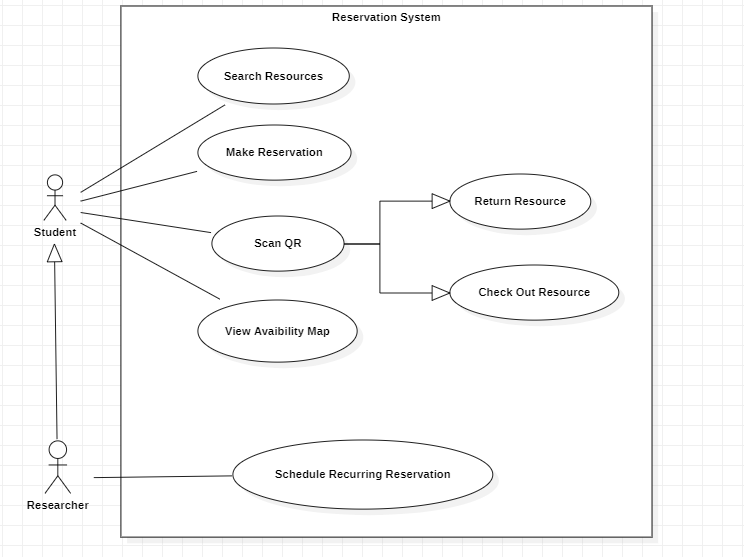 Reservation System
Search Resources
Make Reservation
Return Resource
Student
Scan QR
Check Out Resource
View Avaibility Map
Schedule Recurring Reservation
Researcher